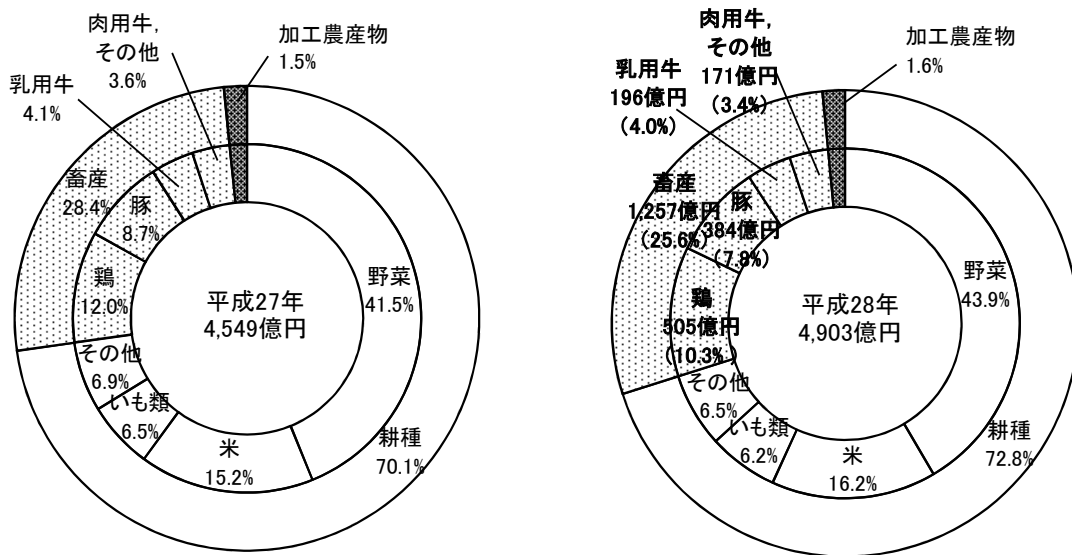 肉用牛,
その他
3.6%
加工農産物
1.5%
乳用牛
4.1%
畜産
28.4%
豚
8.7%
鶏
12.0%
野菜
41.5%
平成27年
4,549億円
その他
6.9%
いも類
6.5%
米
15.2%
耕種
70.1%
肉用牛,
その他
171億円
（3.4%）
加工農産物
1.6%
乳用牛
196億円
（4.0%）
畜産
1,257億円
（25.6%）
豚
384億円
（7.8%）
鶏
505億円
（10.3%）
野菜
43.9%
平成28年
4,903億円
その他
6.5%
いも類
6.2%
米
16.2%
耕種
72.8%